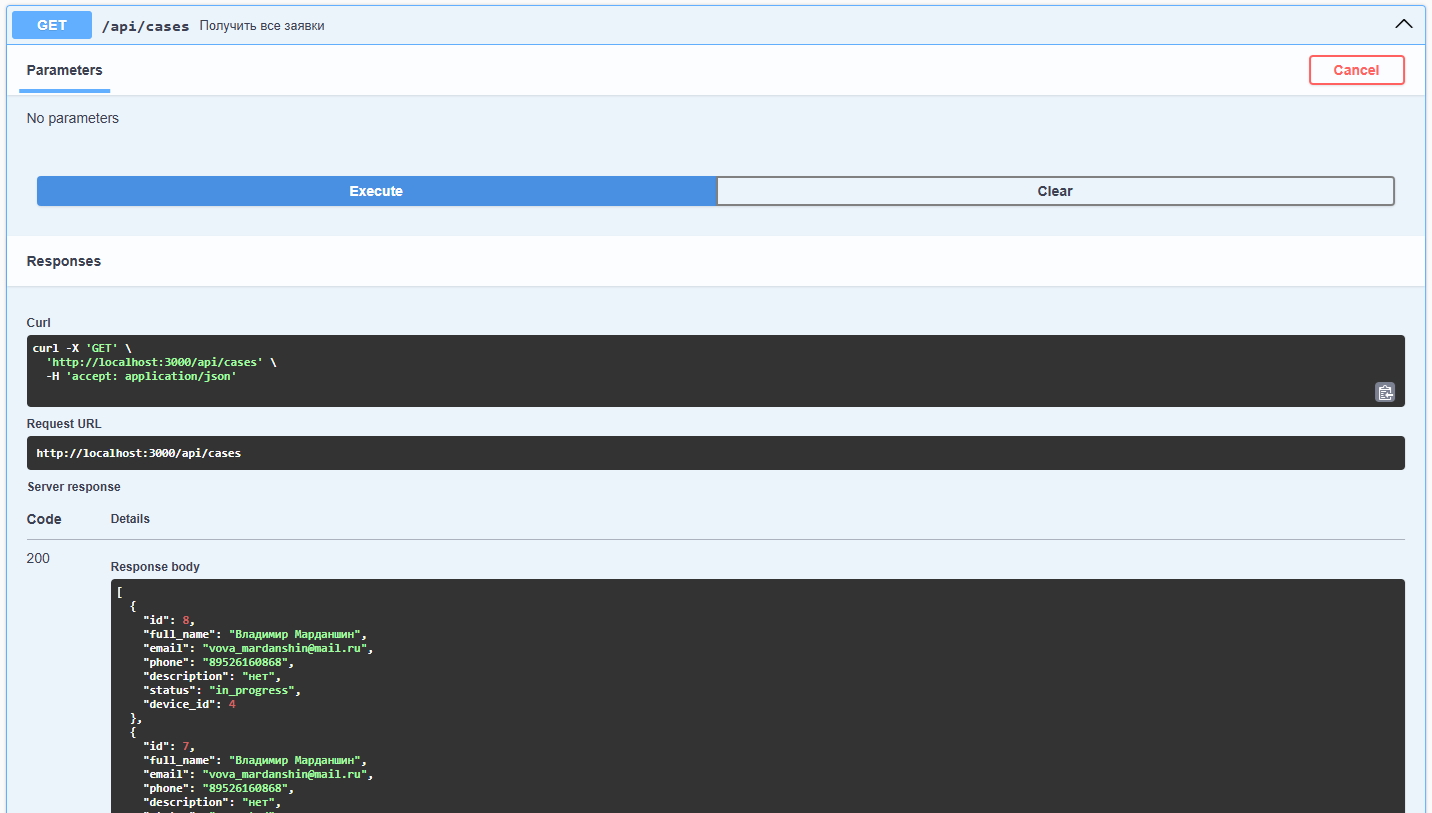 GET /api/cases Получить все заявки
Parameters
Cancel
No parameters
Execute
Clear
Responses
Curl
curl -X 'GET' \
  'http://localhost:3000/api/cases' \
  -H 'accept: application/json'
Request URL
http://localhost:3000/api/cases
Server response
Code Details
200
Response body
[
  {
    "id": 8,
    "full_name": "Владимир Марданшин",
    "email": "vova_mardanshin@mail.ru",
    "phone": "89526160868",
    "description": "нет",
    "status": "in_progress",
    "device_id": 4
  },
  {
    "id": 7,
    "full_name": "Владимир Марданшин",
    "email": "vova_mardanshin@mail.ru",
    "phone": "89526160868",
    "description": "нет",